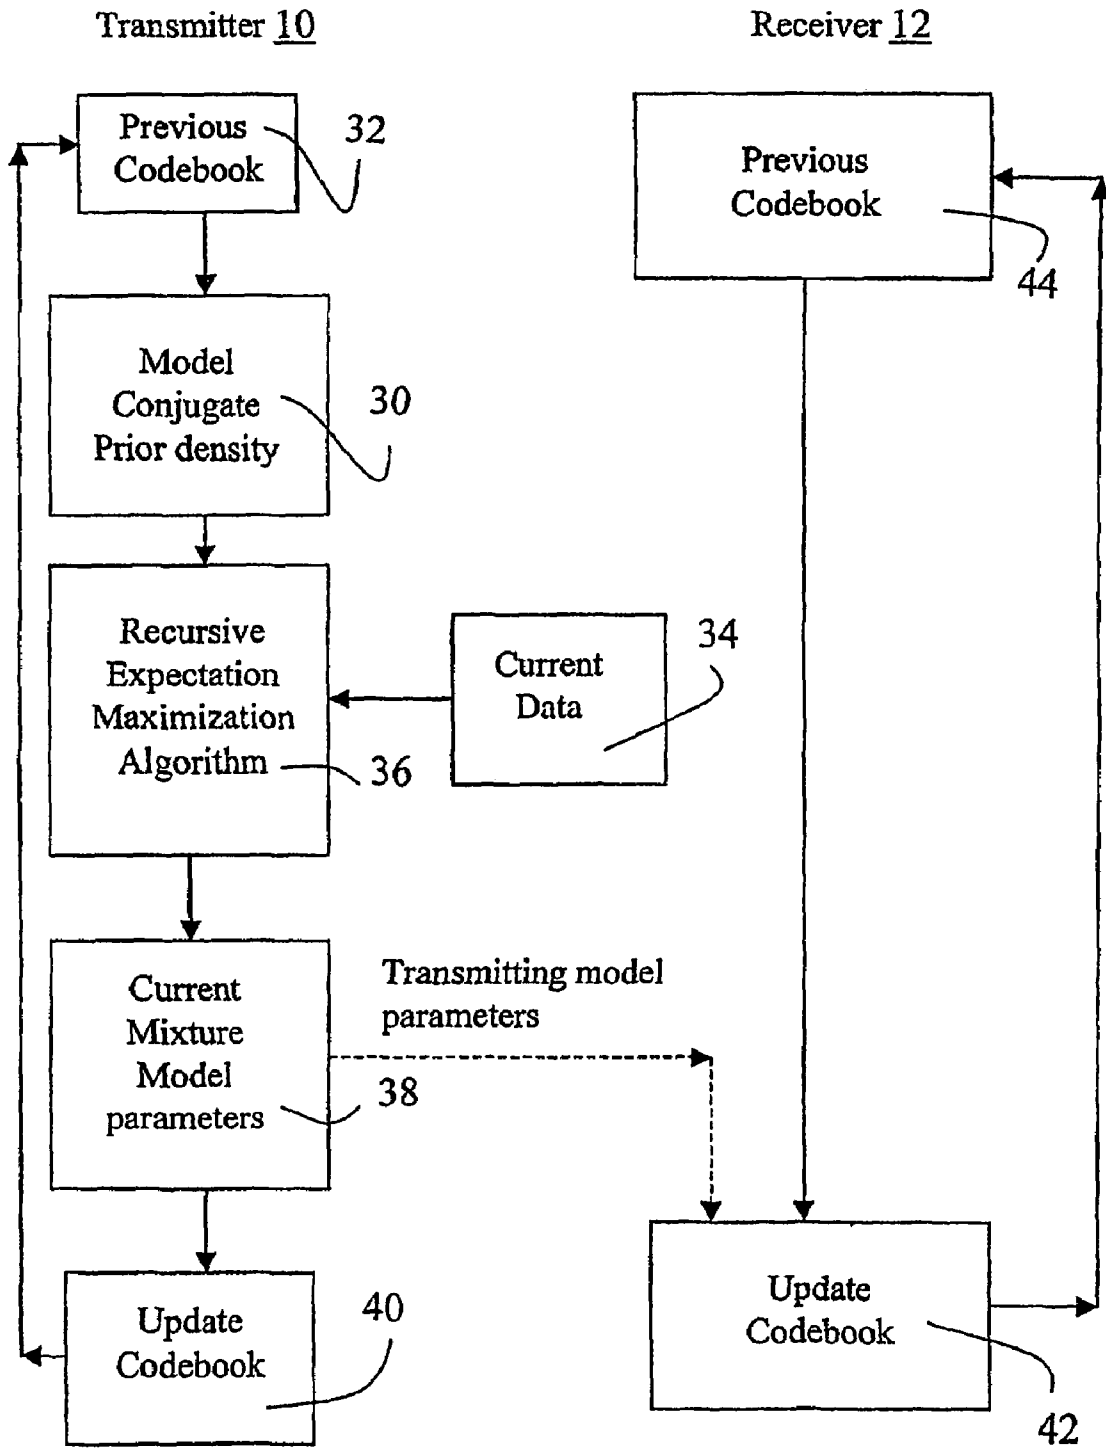 Transmitter 10
Receiver 12
Previous
Codebook
32
Previous
Codebook
44
Model
Conjugate
Prior density
30
Recursive
Expectation
Maximization
Algorithm
36
Current
Data
34
Current
Mixture
Model
parameters
38
Transmitting model
parameters
Update
Codebook
40
Update
Codebook
42